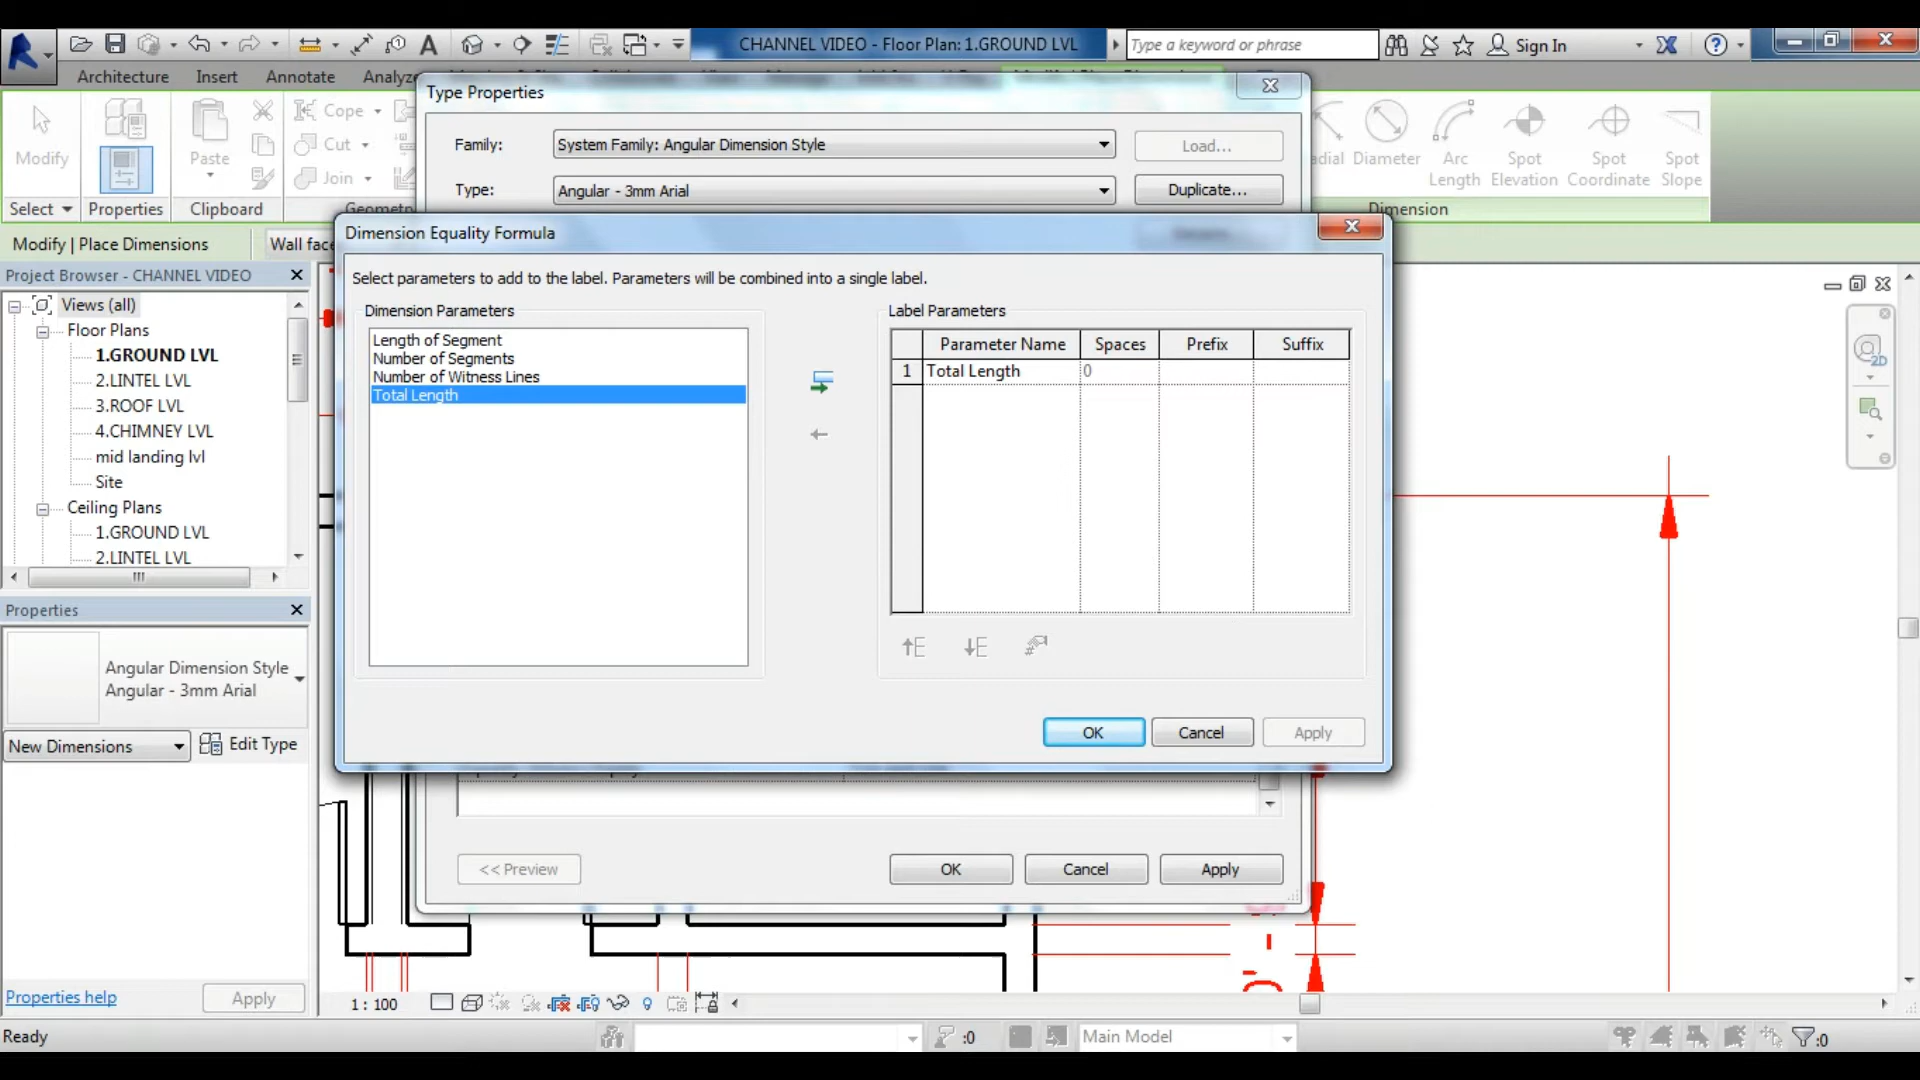 CHANNEL VIDEO - Floor Plan: 1.GROUND LVL
Type a keyword or phrase
Sign In
Architecture
Insert
Annotate
Analyze
Type Properties
Family:
System Family: Angular Dimension Style
Load...
Type:
Angular - 3mm Arial
Duplicate...
Modify
Paste
Cope
Cut
Join
Diameter
Arc Length
Spot Elevation
Spot Coordinate
Spot Slope
Select
Properties
Clipboard
Dimension
Modify | Place Dimensions
Wall face
Project Browser - CHANNEL VIDEO
Views (all)
Floor Plans
1.GROUND LVL
2.LINTEL LVL
3.ROOF LVL
4.CHIMNEY LVL
mid landing lvl
Site
Ceiling Plans
1.GROUND LVL
2.LINTEL LVL
Properties
Angular Dimension Style
Angular - 3mm Arial
New Dimensions
Edit Type
Properties help
Apply
Dimension Equality Formula
Select parameters to add to the label. Parameters will be combined into a single label.
Dimension Parameters
Length of Segment
Number of Segments
Number of Witness Lines
Total Length
Label Parameters
Parameter Name Spaces Prefix Suffix
1 Total Length 0
OK
Cancel
Apply
<< Preview
OK
Cancel
Apply
2D
1 : 100
Ready
:0
Main Model
:0